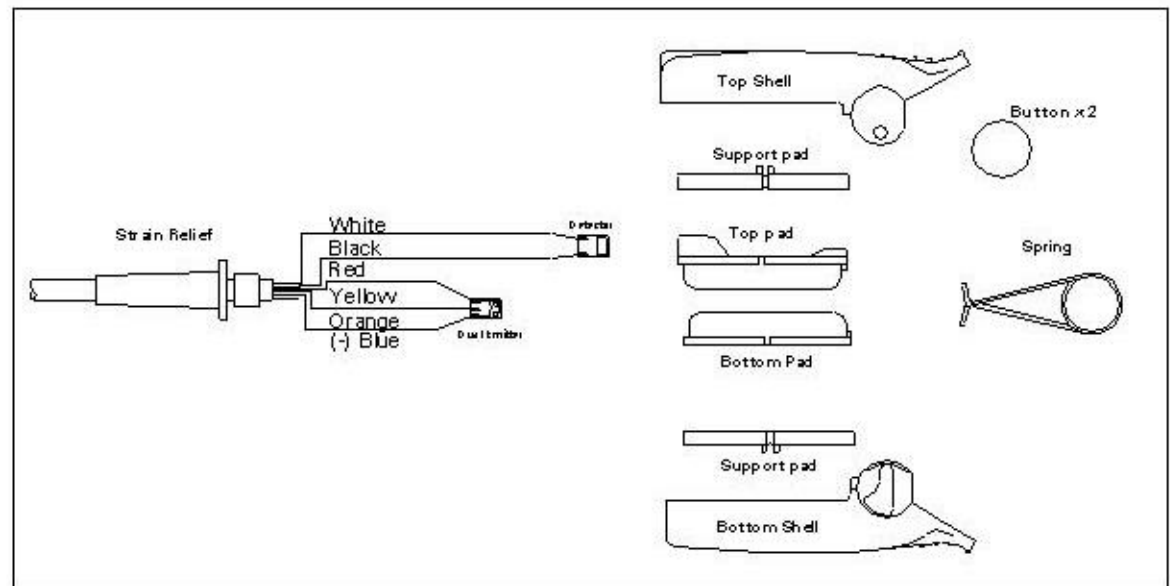 Top Shell
Button x2
Support pad
White
Detector
Strain Relief
Black
Top pad
Red
Spring
Yellow
Orange
Dual Emitter
(-) Blue
Bottom Pad
Support pad
Bottom Shell